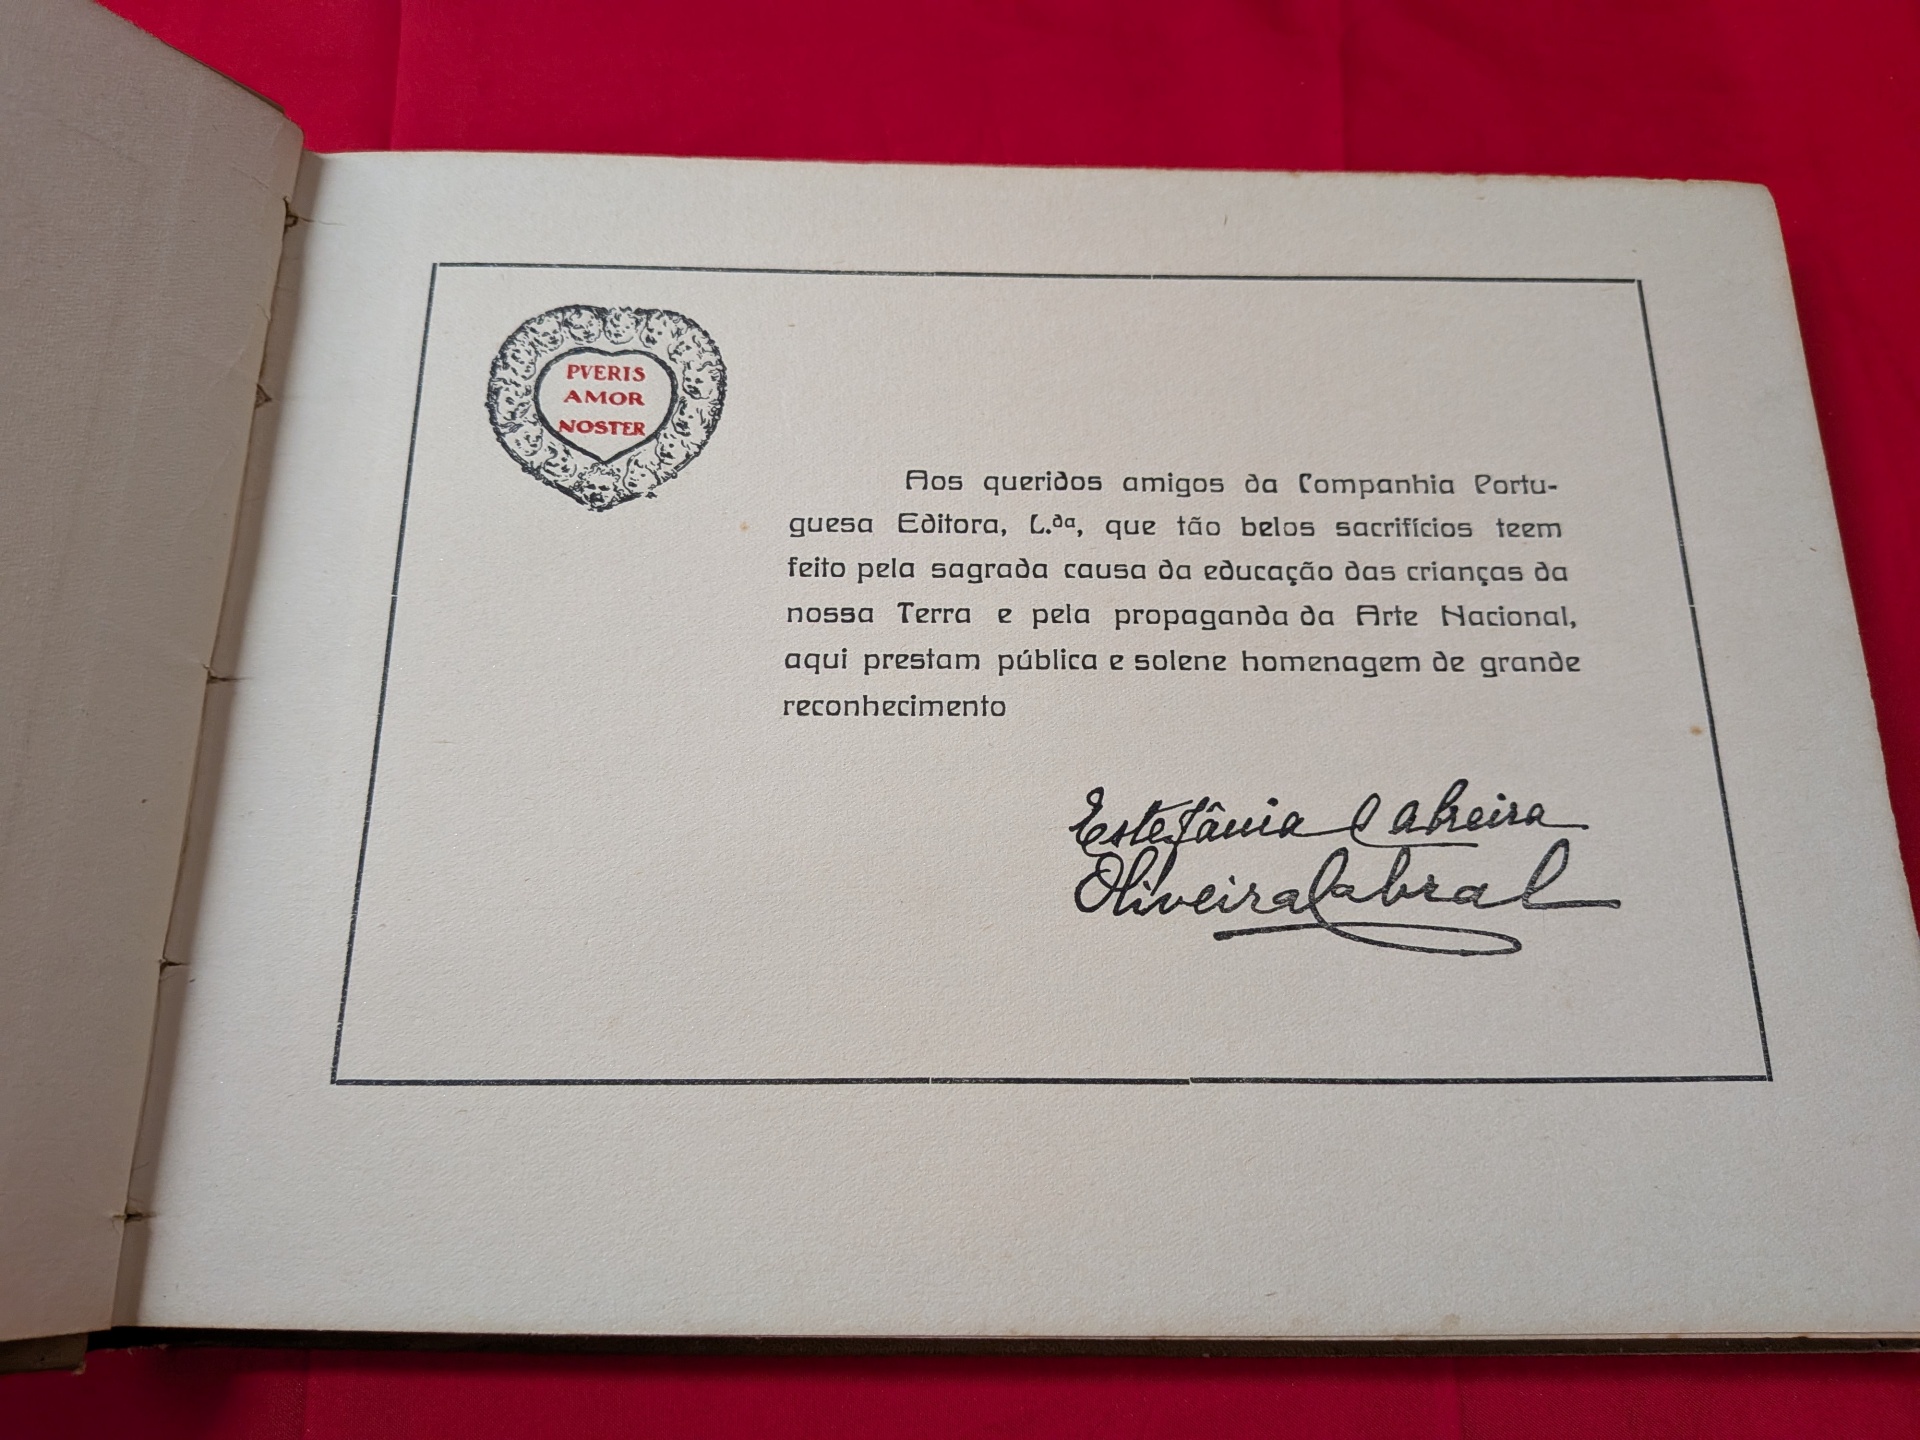 PVERIS
AMOR
NOSTER
Aos queridos amigos da Companhia Portu-
guesa Editora, L.da, que tão belos sacrifícios teem
feito pela sagrada causa da educação das crianças da
nossa Terra e pela propaganda da Arte Nacional,
aqui prestam pública e solene homenagem de grande
reconhecimento
Estefânia Cabreira
Oliveira Cabral